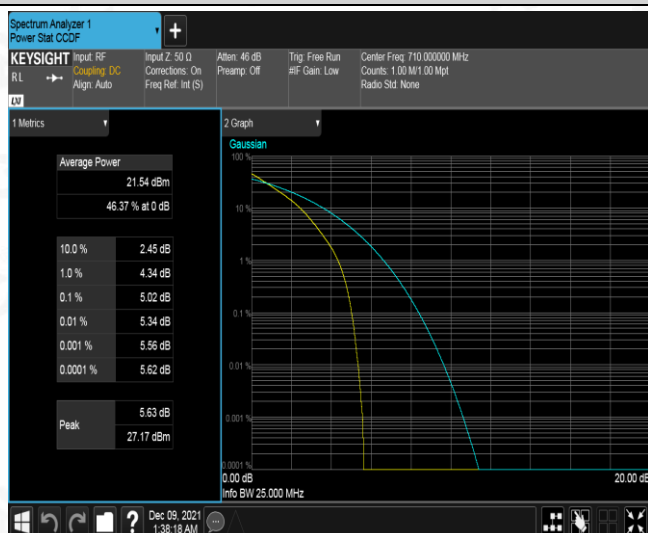 Spectrum Analyzer 1
Power Stat CCDF
+
KEYSIGHT
RL
LXI
Input: RF
Coupling: DC
Align: Auto
Input Z: 50 Ω
Corrections: On
Freq Ref: Int (S)
Atten: 46 dB
Preamp: Off
Trig: Free Run
#IF Gain: Low
Center Freq: 710.000000 MHz
Counts: 1.00 M/1.00 Mpt
Radio Std: None
1 Metrics
Average Power
21.54 dBm
46.37 % at 0 dB
10.0 % 2.45 dB
1.0 % 4.34 dB
0.1 % 5.02 dB
0.01 % 5.34 dB
0.001 % 5.56 dB
0.0001 % 5.62 dB
Peak 5.63 dB
27.17 dBm
2 Graph
Gaussian
100 %
10 %
1 %
0.1 %
0.01 %
0.001 %
0.0001 %
0.00 dB 20.00 dB
Info BW 25.000 MHz
?
Dec 09, 2021
1:38:18 AM